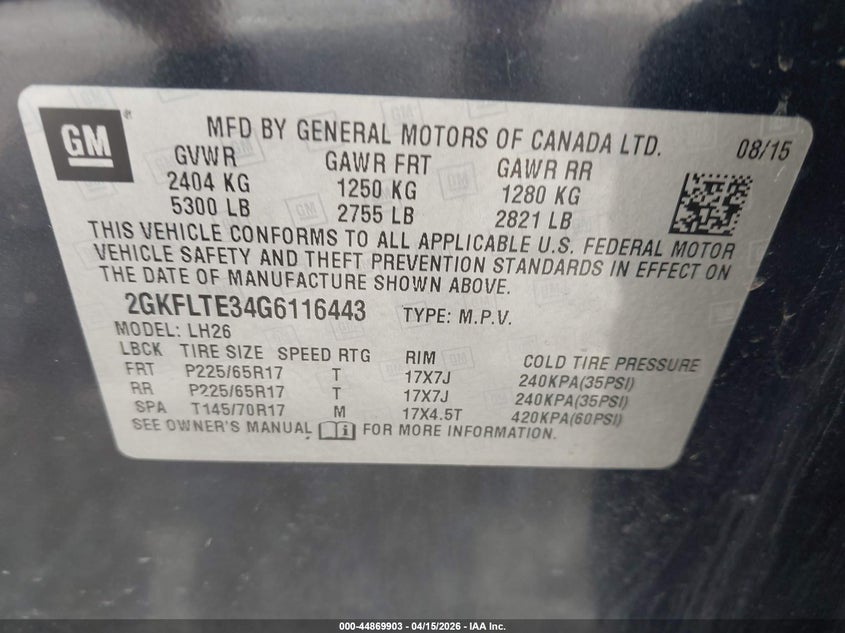 GM
MFD BY GENERAL MOTORS OF CANADA LTD. 08/15
GVWR GAWR FRT GAWR RR
2404 KG 1250 KG 1280 KG
5300 LB 2755 LB 2821 LB
THIS VEHICLE CONFORMS TO ALL APPLICABLE U.S. FEDERAL MOTOR
VEHICLE SAFETY AND THEFT PREVENTION STANDARDS IN EFFECT ON
THE DATE OF MANUFACTURE SHOWN ABOVE.
2GKFLTE34G6116443 TYPE: M.P.V.
MODEL: LH26
LBCK TIRE SIZE SPEED RTG RIM COLD TIRE PRESSURE
FRT P225/65R17 T 17X7J 240KPA(35PSI)
RR P225/65R17 T 17X7J 240KPA(35PSI)
SPA T145/70R17 M 17X4.5T 420KPA(60PSI)
SEE OWNER'S MANUAL FOR MORE INFORMATION.
000-44869903 - 04/15/2026 - IAA Inc.